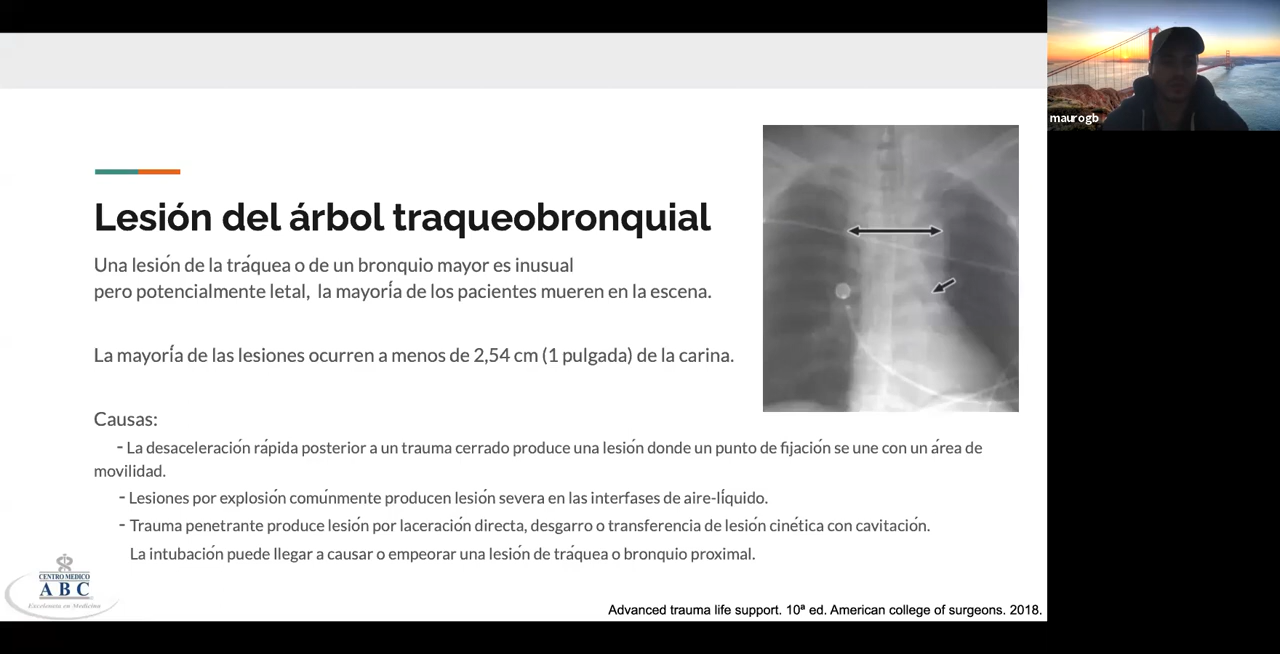 maurogb
Lesión del árbol traqueobronquial
Una lesión de la tráquea o de un bronquio mayor es inusual
pero potencialmente letal, la mayoría de los pacientes mueren en la escena.
La mayoría de las lesiones ocurren a menos de 2,54 cm (1 pulgada) de la carina.
Causas:
- La desaceleración rápida posterior a un trauma cerrado produce una lesión donde un punto de fijación se une con un área de
movilidad.
- Lesiones por explosión comúnmente producen lesión severa en las interfases de aire-líquido.
- Trauma penetrante produce lesión por laceración directa, desgarro o transferencia de lesión cinética con cavitación.
La intubación puede llegar a causar o empeorar una lesión de tráquea o bronquio proximal.
CENTRO MEDICO
ABC
Excelencia en Medicina
Advanced trauma life support. 10ª ed. American college of surgeons. 2018.